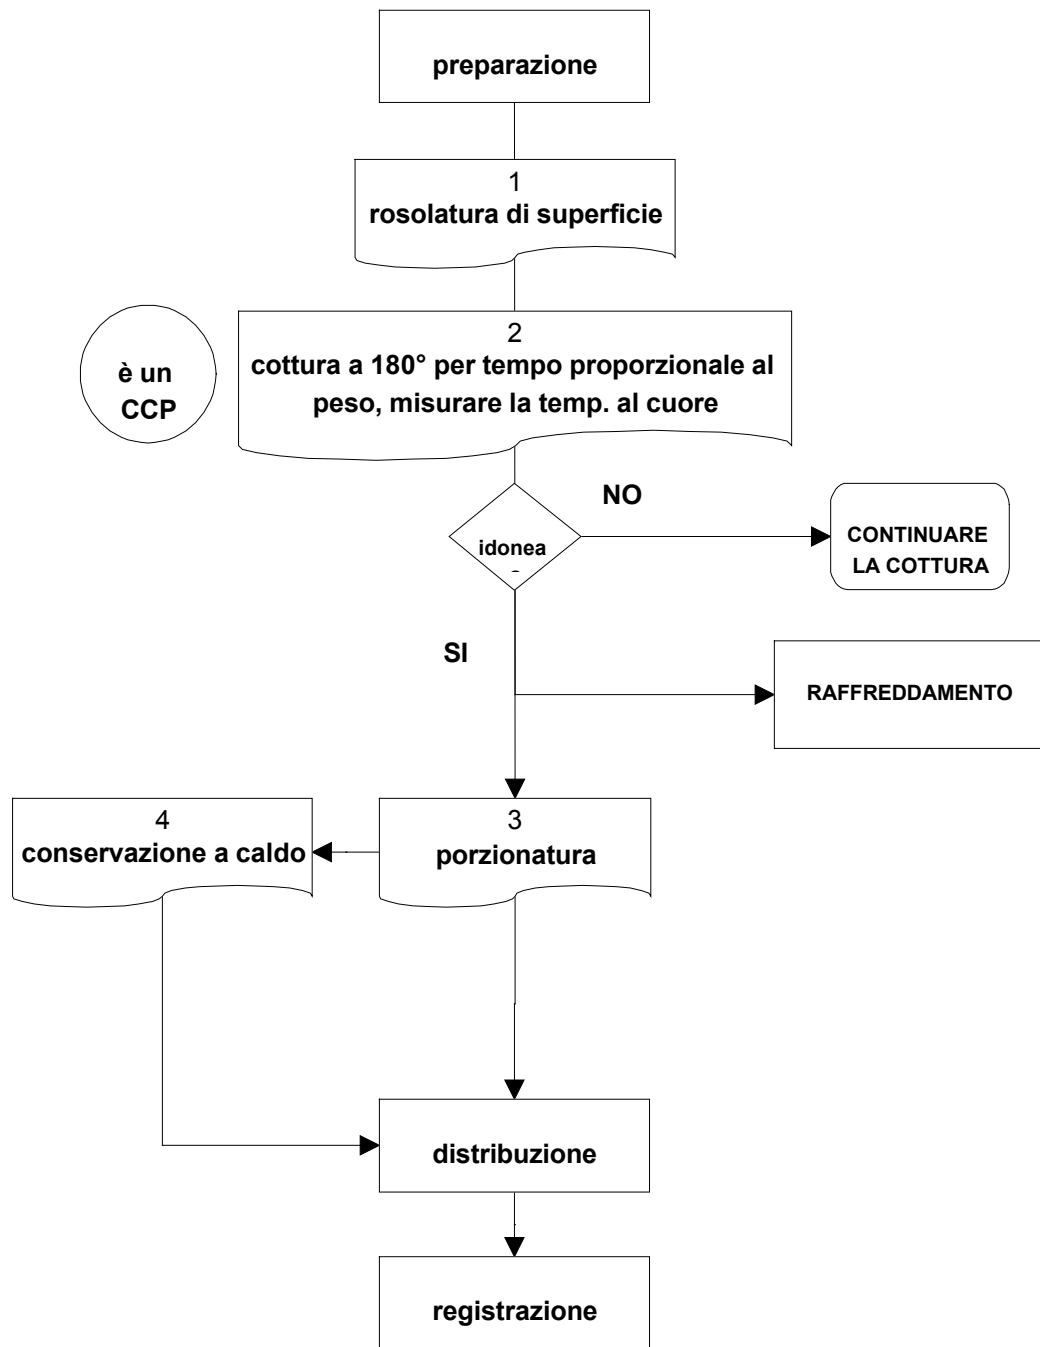 preparazione
1
rosolatura di superficie
2
cottura a 180° per tempo proporzionale al
peso, misurare la temp. al cuore
è un
CCP
NO
idonea
CONTINUARE
LA COTTURA
SI
RAFFREDDAMENTO
4
conservazione a caldo
3
porzionatura
distribuzione
registrazione